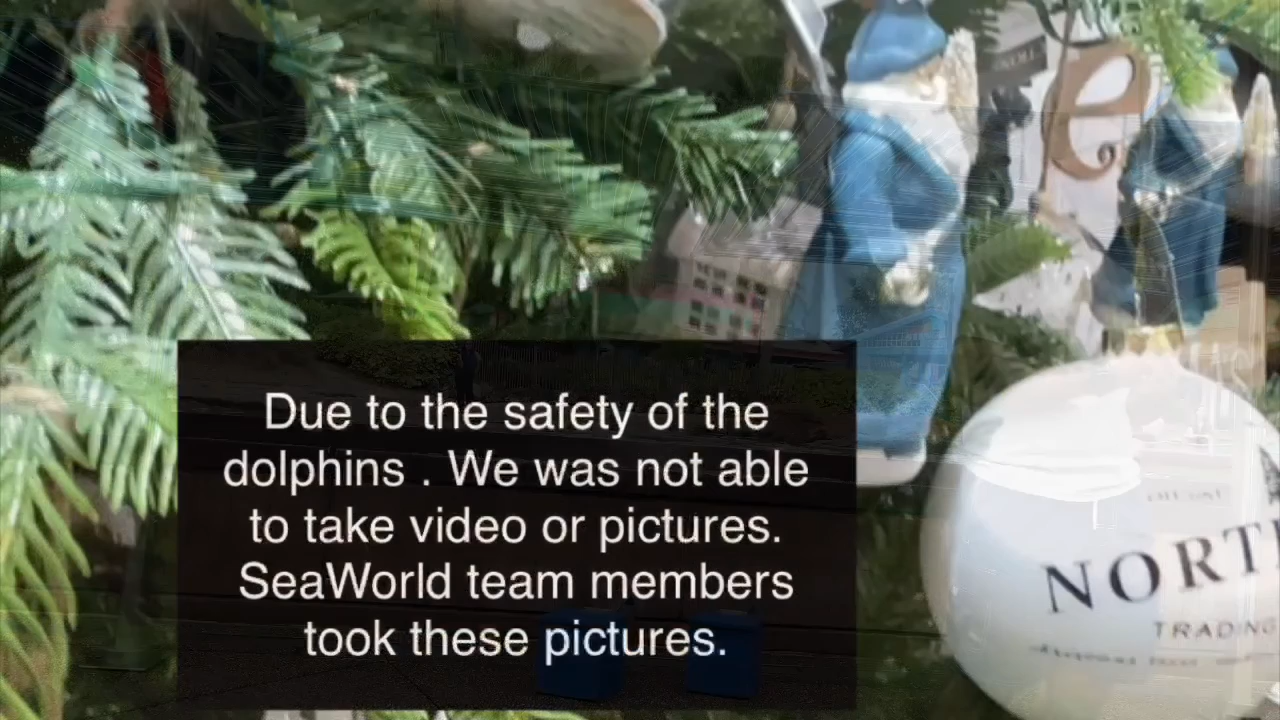 e
Due to the safety of the
dolphins . We was not able
to take video or pictures.
SeaWorld team members
took these pictures.
NORT
TRADING